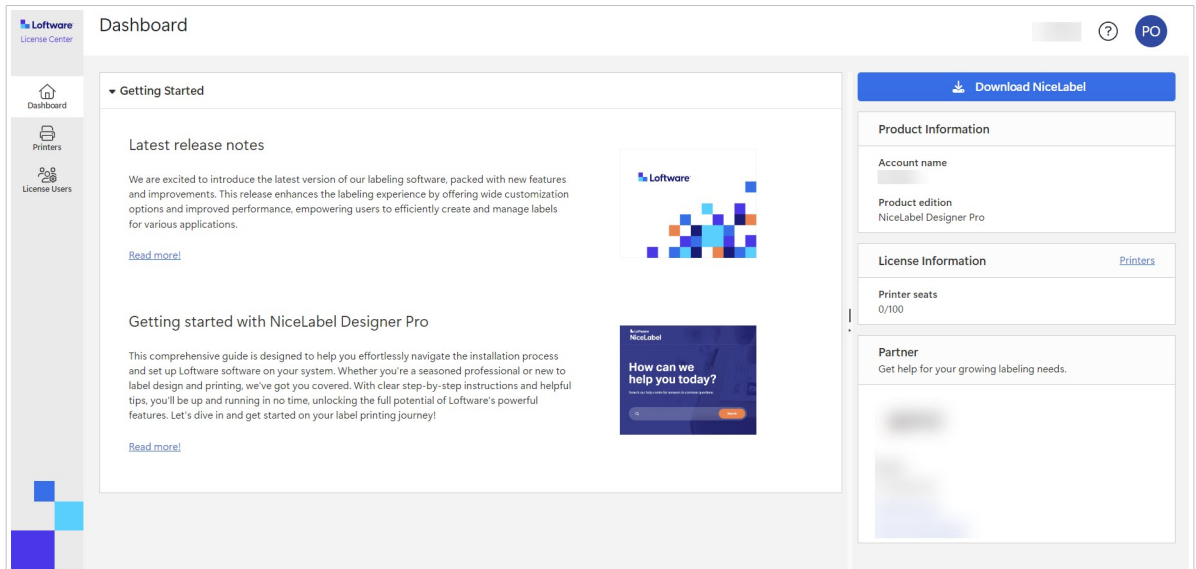 Loftware
License Center
Dashboard
PO
Dashboard
Printers
License Users
Getting Started
Latest release notes
We are excited to introduce the latest version of our labeling software, packed with new features
and improvements. This release enhances the labeling experience by offering wide customization
options and improved performance, empowering users to efficiently create and manage labels
for various applications.
Read more!
Loftware
Getting started with NiceLabel Designer Pro
This comprehensive guide is designed to help you effortlessly navigate the installation process
and set up Loftware software on your system. Whether you're a seasoned professional or new to
label design and printing, we've got you covered. With clear step-by-step instructions and helpful
tips, you'll be up and running in no time, unlocking the full potential of Loftware's powerful
features. Let's dive in and get started on your label printing journey!
Read more!
Loftware
NiceLabel
How can we
help you today?
Search
Download NiceLabel
Product Information
Account name
Product edition
NiceLabel Designer Pro
License Information
Printers
Printer seats
0/100
Partner
Get help for your growing labeling needs.